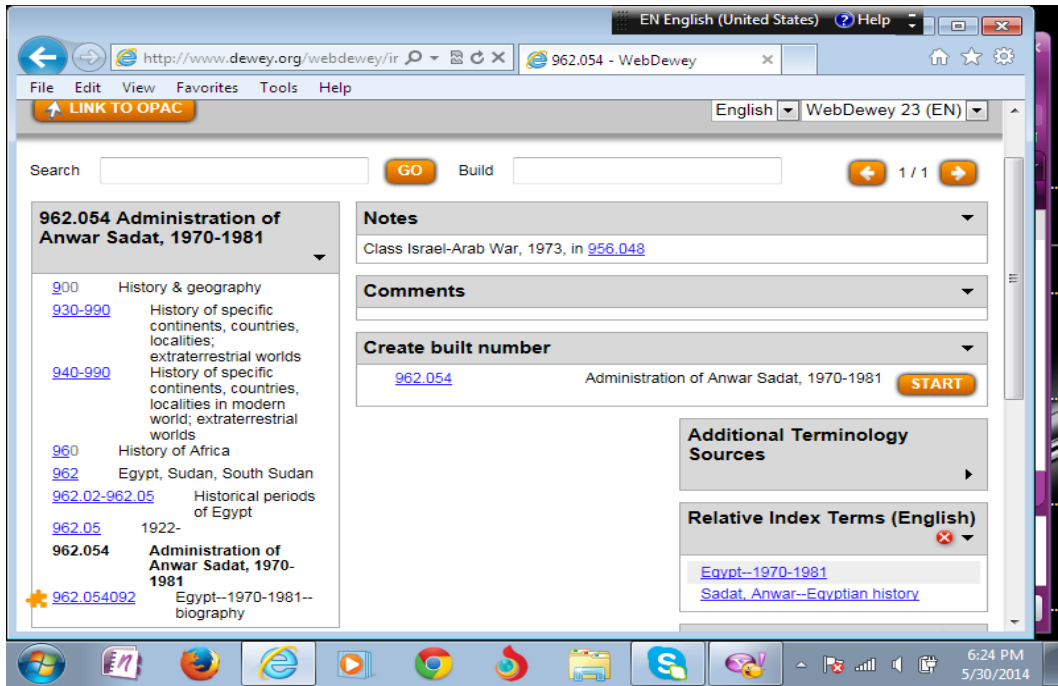 EN English (United States) Help
http://www.dewey.org/webdewey/ir
962.054 - WebDewey
File Edit View Favorites Tools Help
LINK TO OPAC
English WebDewey 23 (EN)
Search GO Build 1 / 1
962.054 Administration of
Anwar Sadat, 1970-1981
900 History & geography
930-990 History of specific
continents, countries,
localities;
extraterrestrial worlds
940-990 History of specific
continents, countries,
localities in modern
world; extraterrestrial
worlds
960 History of Africa
962 Egypt, Sudan, South Sudan
962.02-962.05 Historical periods
of Egypt
962.05 1922-
962.054 Administration of
Anwar Sadat, 1970-
1981
962.054092 Egypt--1970-1981--
biography
Notes
Class Israel-Arab War, 1973, in 956.048
Comments
Create built number
962.054 Administration of Anwar Sadat, 1970-1981 START
Additional Terminology
Sources
Relative Index Terms (English)
Egypt--1970-1981
Sadat, Anwar--Egyptian history
6:24 PM
5/30/2014